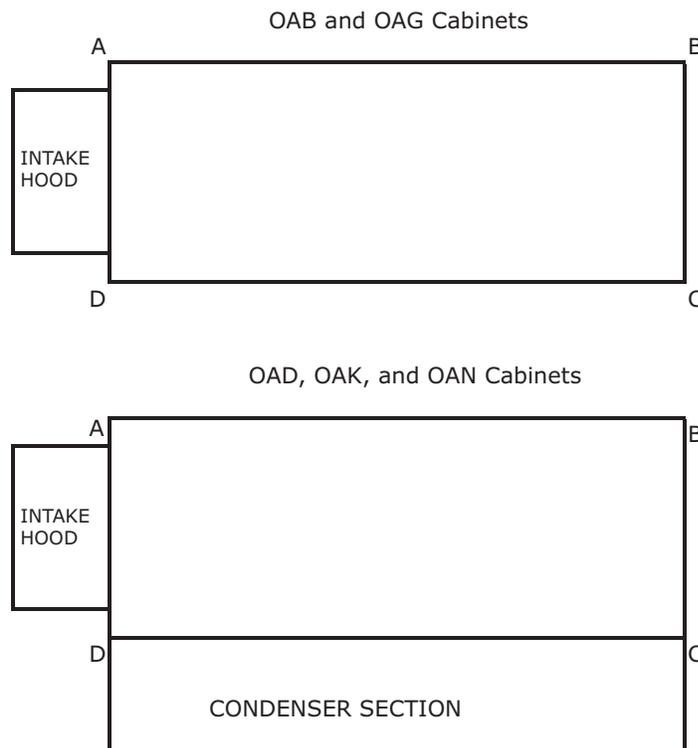 OAB and OAG Cabinets
A
B
INTAKE
HOOD
D
C
OAD, OAK, and OAN Cabinets
A
B
INTAKE
HOOD
D
C
CONDENSER SECTION